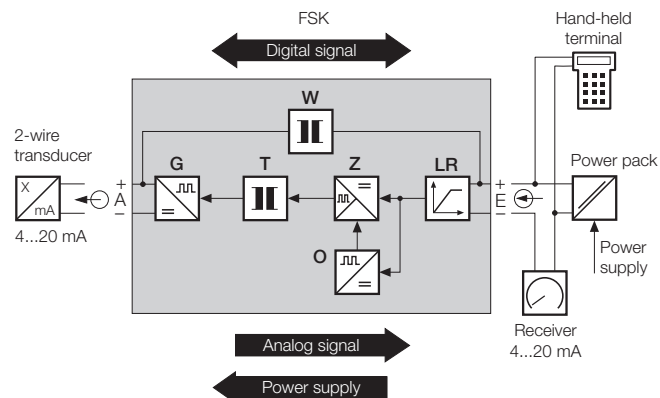 FSK
Digital signal
Hand-held
terminal
W
2-wire
transducer
G
T
Z
LR
Power pack
X
mA
+
A
–
+
E
–
4...20 mA
O
Power
supply
Receiver
4...20 mA
Analog signal
Power supply